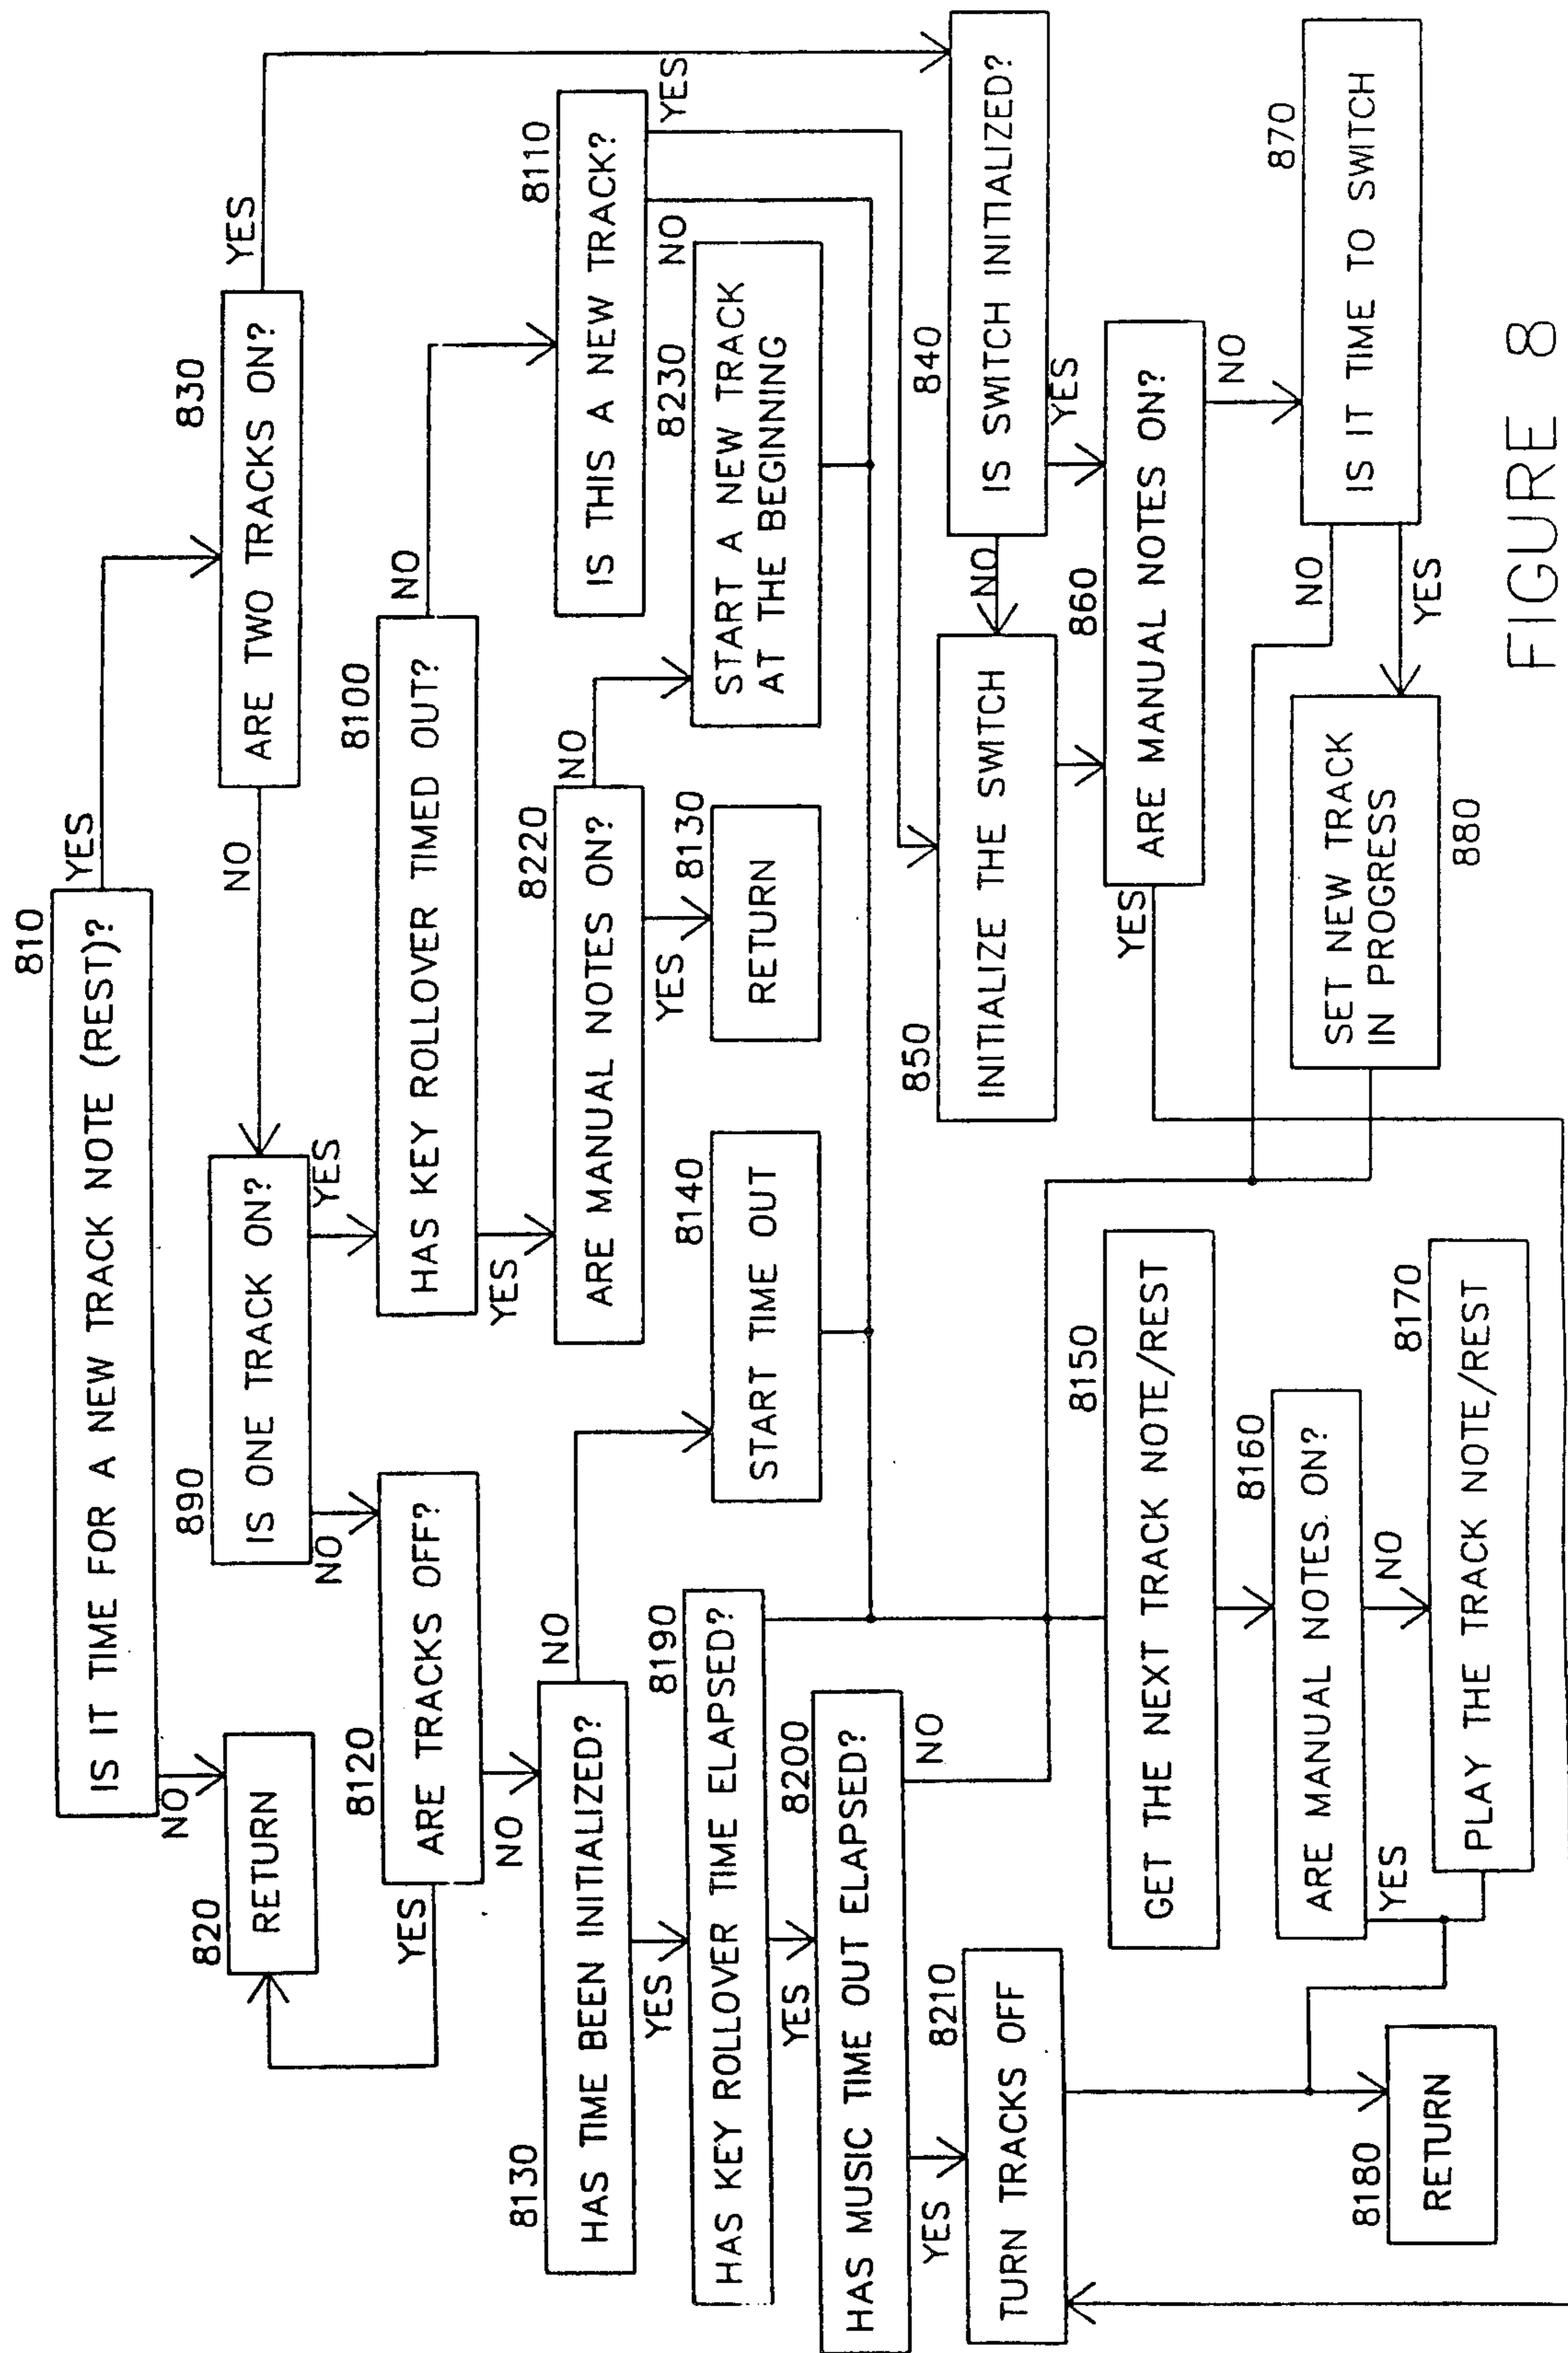 810
IS IT TIME FOR A NEW TRACK NOTE (REST)?
YES
NO
820
RETURN
830
ARE TWO TRACKS ON?
YES
NO
890
IS ONE TRACK ON?
YES
NO
8120
ARE TRACKS OFF?
YES
NO
8100
HAS KEY ROLLOVER TIMED OUT?
NO
YES
8110
IS THIS A NEW TRACK?
YES
NO
8130
HAS TIME BEEN INITIALIZED?
NO
YES
8220
ARE MANUAL NOTES ON?
NO
YES
8230
START A NEW TRACK
AT THE BEGINNING
8130
RETURN
8140
START TIME OUT
8190
HAS KEY ROLLOVER TIME ELAPSED?
YES
8200
HAS MUSIC TIME OUT ELAPSED?
NO
YES
8210
TURN TRACKS OFF
840
IS SWITCH INITIALIZED?
NO
YES
850
INITIALIZE THE SWITCH
860
ARE MANUAL NOTES ON?
YES
NO
870
IS IT TIME TO SWITCH
NO
YES
SET NEW TRACK
IN PROGRESS
880
8150
GET THE NEXT TRACK NOTE/REST
8160
ARE MANUAL NOTES. ON?
YES
NO
8170
PLAY THE TRACK NOTE/REST
8180
RETURN
FIGURE 8